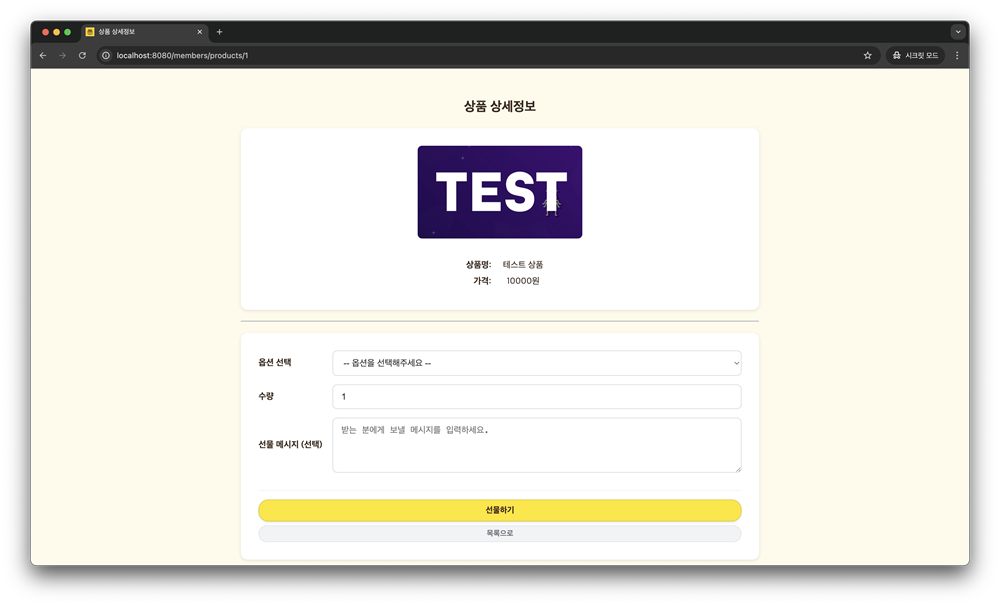 상품 상세정보
localhost:8080/members/products/1
시크릿 모드
상품 상세정보
TEST
상품명: 테스트 상품
가격: 10000원
옵션 선택
-- 옵션을 선택해주세요 --
수량
1
선물 메시지 (선택)
받는 분에게 보낼 메시지를 입력하세요.
선물하기
목록으로